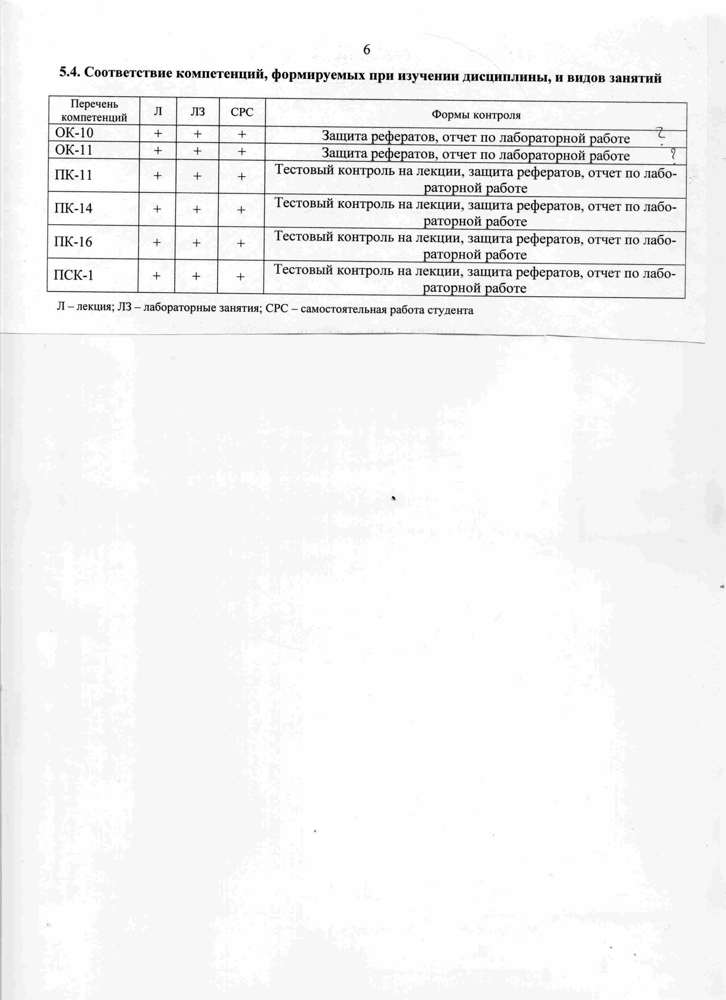 6
5.4. Соответствие компетенций, формируемых при изучении дисциплины, и видов занятий
Перечень
компетенций
Л
ЛЗ
СРС
Формы контроля
ОК-10 + + + Защита рефератов, отчет по лабораторной работе ?
ОК-11 + + + Защита рефератов, отчет по лабораторной работе ?
ПК-11 + + + Тестовый контроль на лекции, защита рефератов, отчет по лабо-
раторной работе
ПК-14 + + + Тестовый контроль на лекции, защита рефератов, отчет по лабо-
раторной работе
ПК-16 + + + Тестовый контроль на лекции, защита рефератов, отчет по лабо-
раторной работе
ПСК-1 + + + Тестовый контроль на лекции, защита рефератов, отчет по лабо-
раторной работе
Л – лекция; ЛЗ – лабораторные занятия; СРС – самостоятельная работа студента